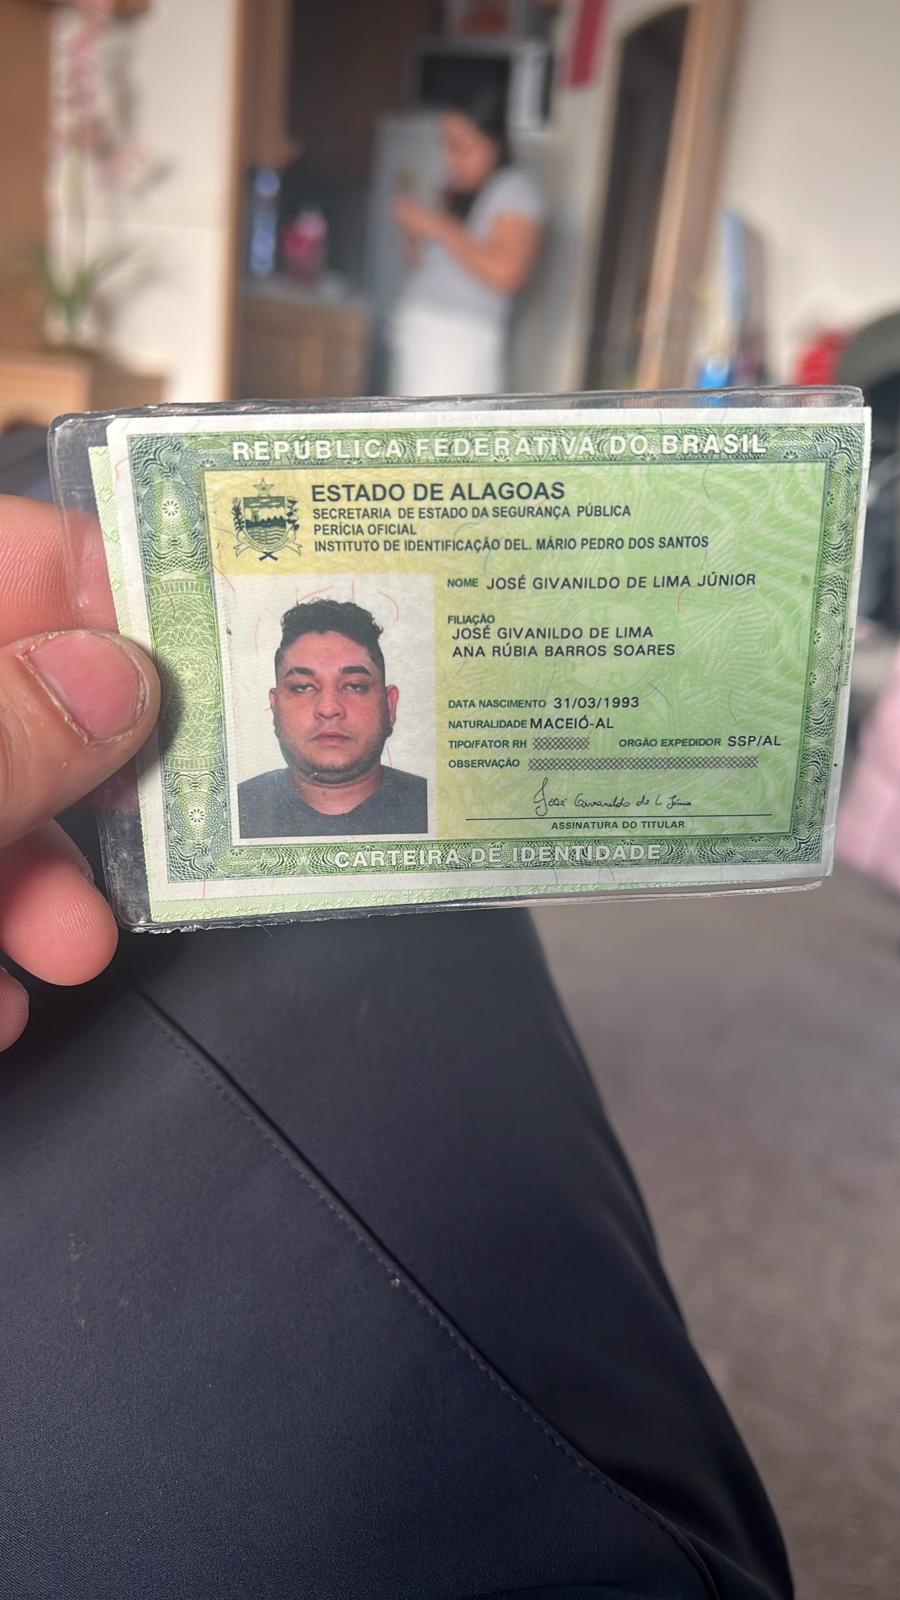 REPÚBLICA FEDERATIVA DO BRASIL
ESTADO DE ALAGOAS
SECRETARIA DE ESTADO DA SEGURANÇA PÚBLICA
PERÍCIA OFICIAL
INSTITUTO DE IDENTIFICAÇÃO DEL. MÁRIO PEDRO DOS SANTOS
NOME JOSÉ GIVANILDO DE LIMA JÚNIOR
FILIAÇÃO
JOSÉ GIVANILDO DE LIMA
ANA RÚBIA BARROS SOARES
DATA NASCIMENTO 31/03/1993
NATURALIDADE MACEIÓ-AL
TIPO/FATOR RH ORGÃO EXPEDIDOR SSP/AL
OBSERVAÇÃO
José Givanildo de L Júnior
ASSINATURA DO TITULAR
CARTEIRA DE IDENTIDADE